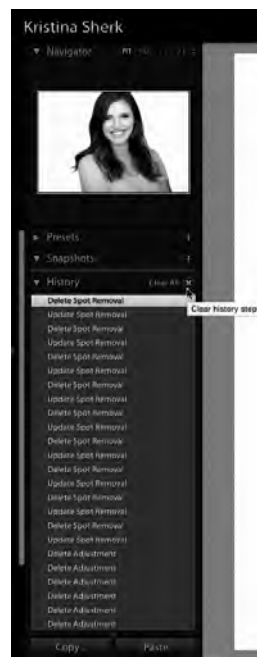 Kristina Sherk
Navigator
Presets
Snapshots
History Clear All
Clear history step
Delete Spot Removal
Update Spot Removal
Delete Spot Removal
Update Spot Removal
Delete Spot Removal
Update Spot Removal
Delete Spot Removal
Update Spot Removal
Delete Spot Removal
Update Spot Removal
Delete Spot Removal
Update Spot Removal
Delete Spot Removal
Update Spot Removal
Delete Spot Removal
Update Spot Removal
Delete Spot Removal
Update Spot Removal
Delete Adjustment
Delete Adjustment
Delete Adjustment
Delete Adjustment
Delete Adjustment
Delete Adjustment
Copy... Paste